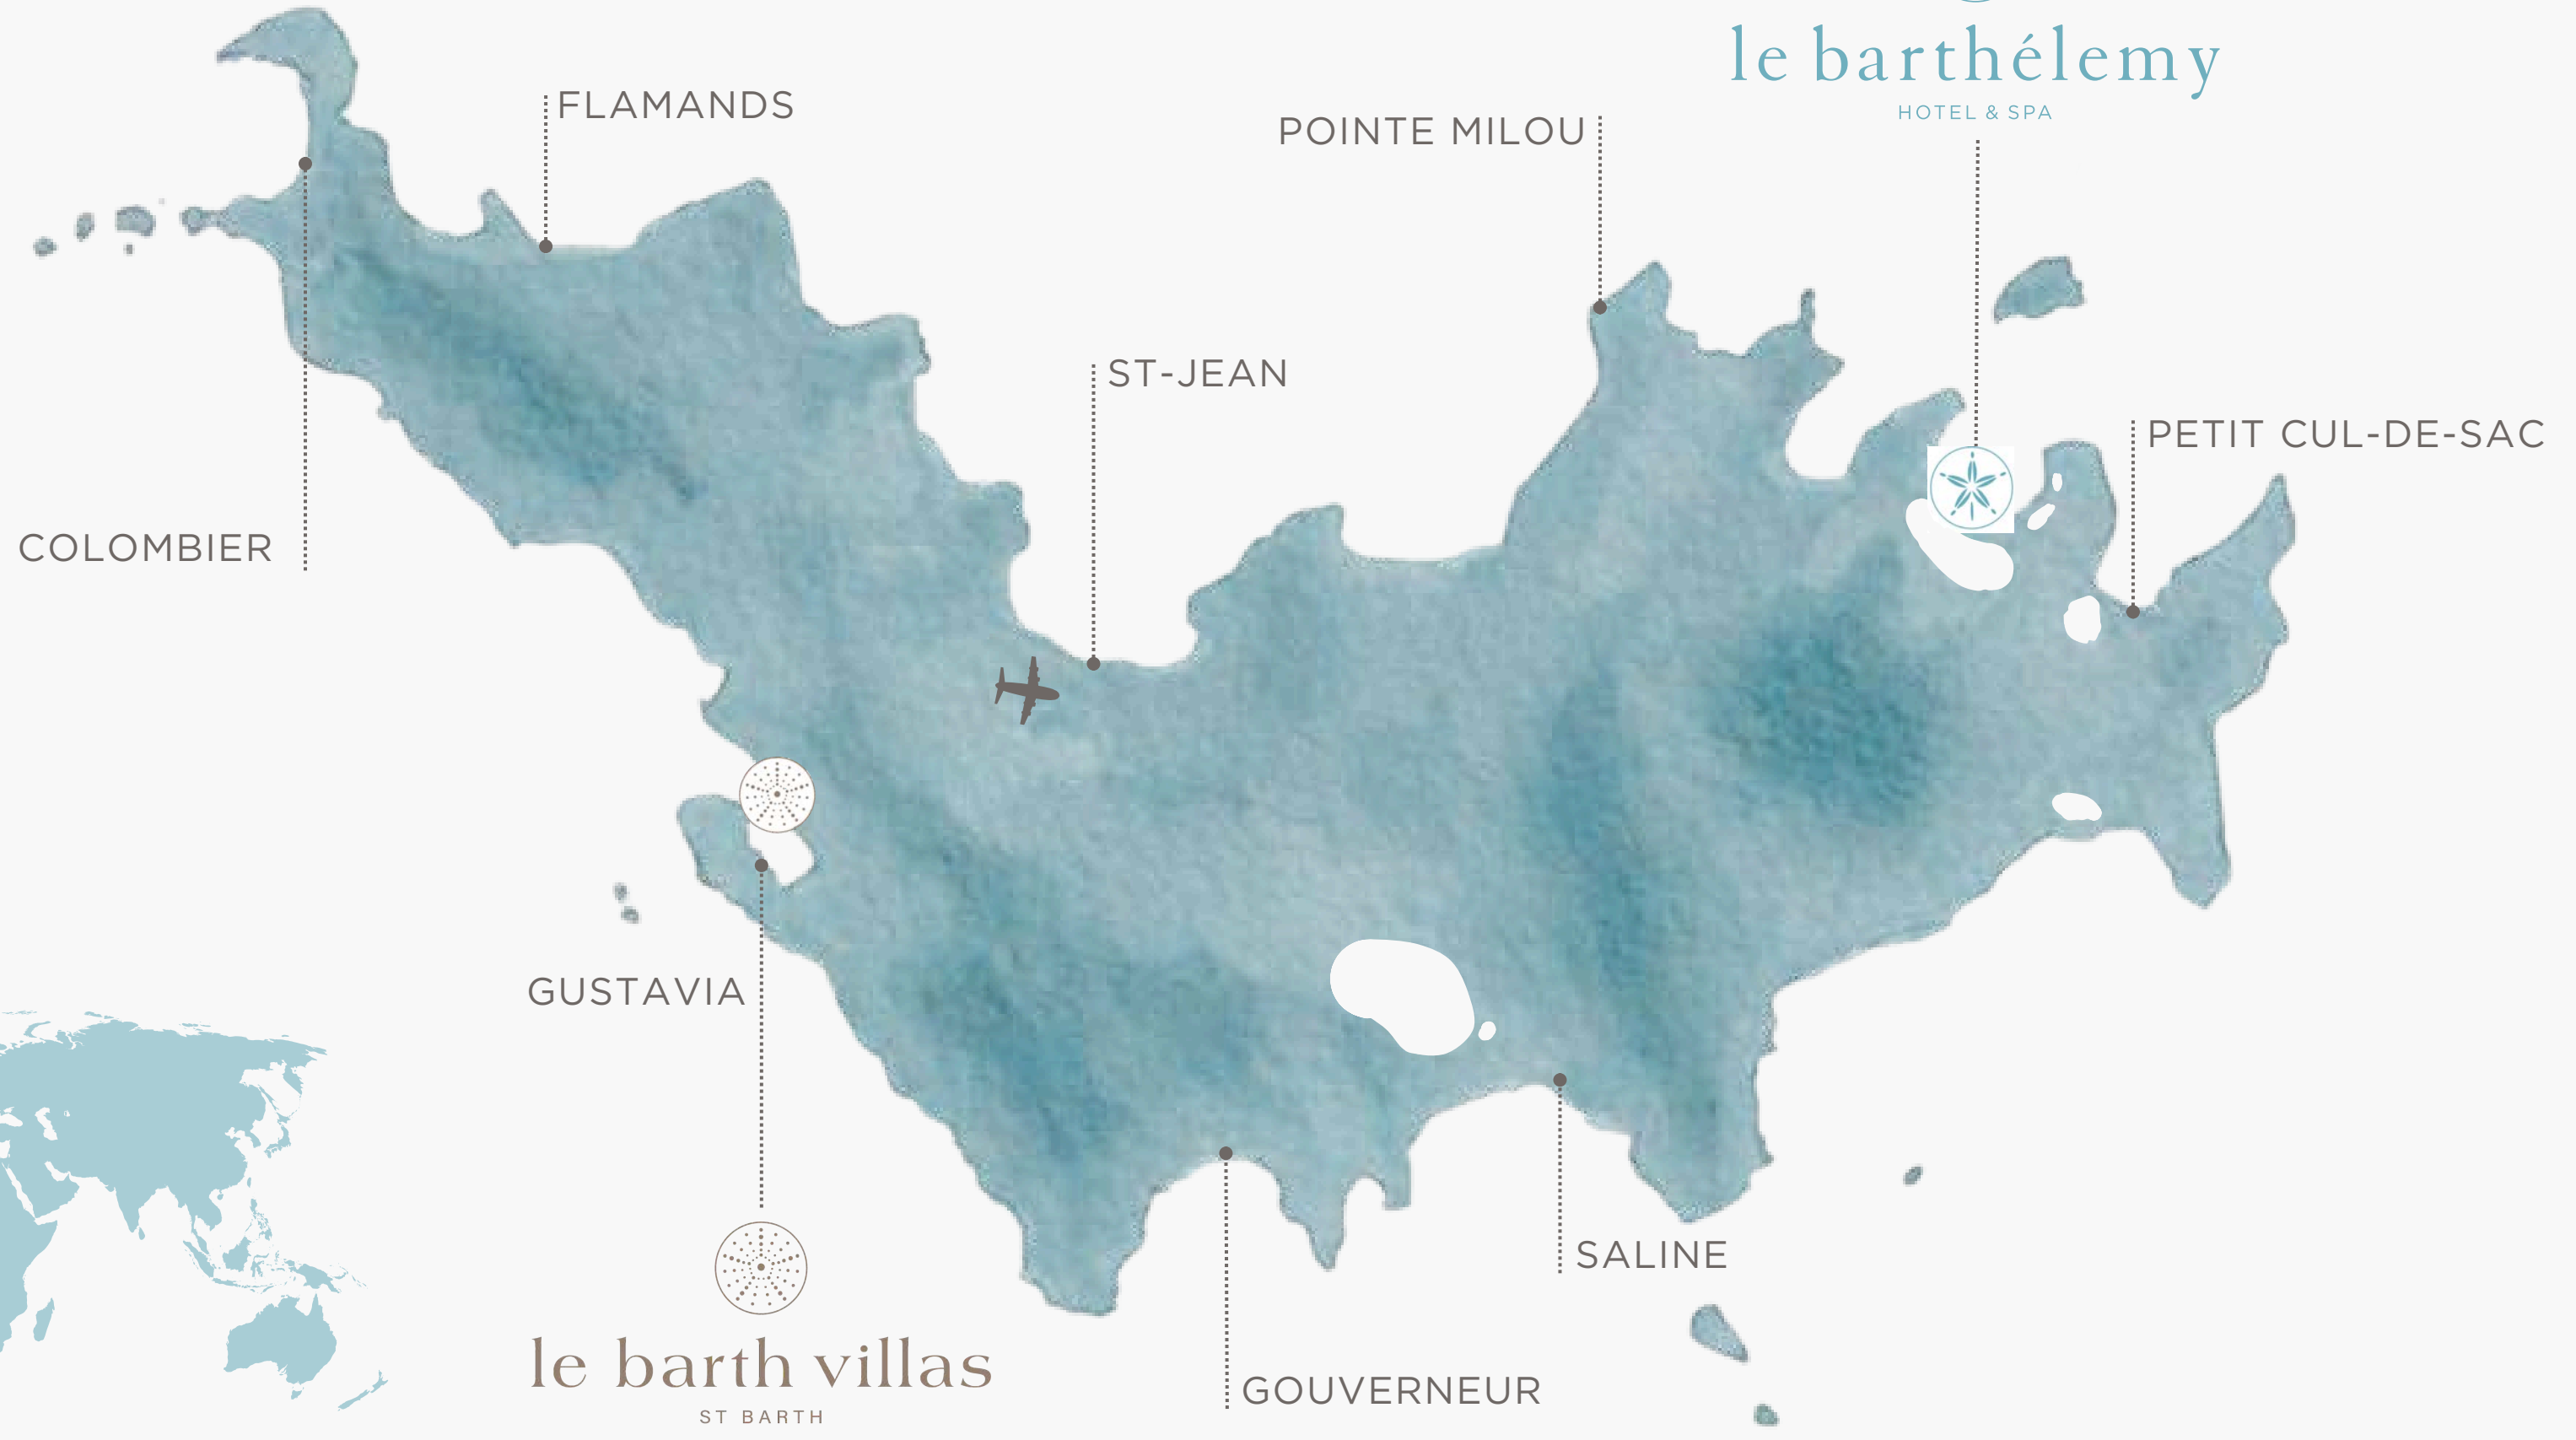 le barthélemy
HOTEL & SPA
FLAMANDS
POINTE MILOU
ST-JEAN
PETIT CUL-DE-SAC
COLOMBIER
GUSTAVIA
SALINE
le barth villas
ST BARTH
GOUVERNEUR